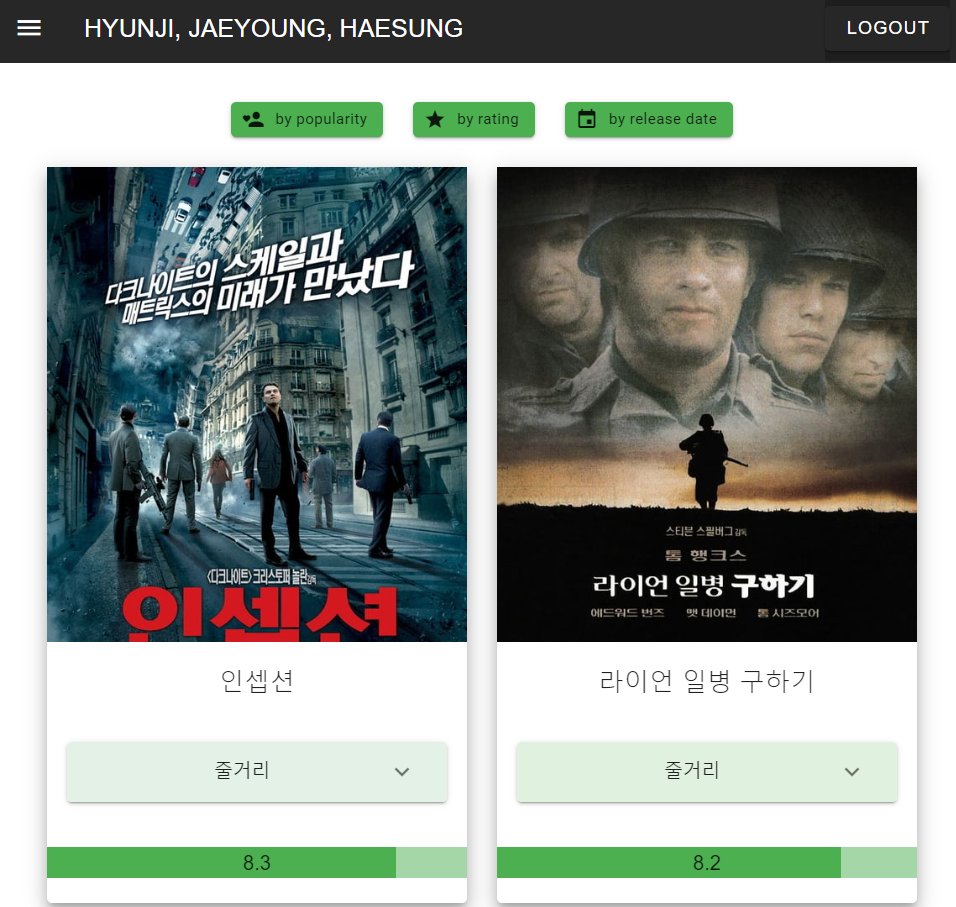 HYUNJI, JAEYOUNG, HAESUNG
LOGOUT
by popularity
by rating
by release date
다크나이트의 스케일과
매트릭스의 미래가 만났다
<다크나이트> 크리스토퍼 놀란 감독
인셉션
인셉션
줄거리
8.3
스티븐 스필버그 감독
톰 행크스
라이언 일병 구하기
에드워드 번즈 맷 데이먼 톰 시즈모어
라이언 일병 구하기
줄거리
8.2